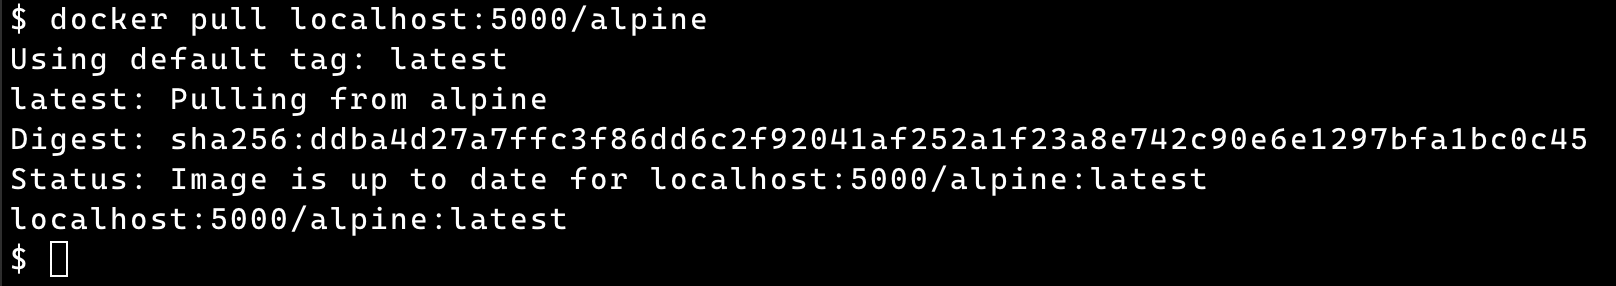 $ docker pull localhost:5000/alpine
Using default tag: latest
latest: Pulling from alpine
Digest: sha256:ddba4d27a7ffc3f86dd6c2f92041af252a1f23a8e742c90e6e1297bfa1bc0c45
Status: Image is up to date for localhost:5000/alpine:latest
localhost:5000/alpine:latest
$